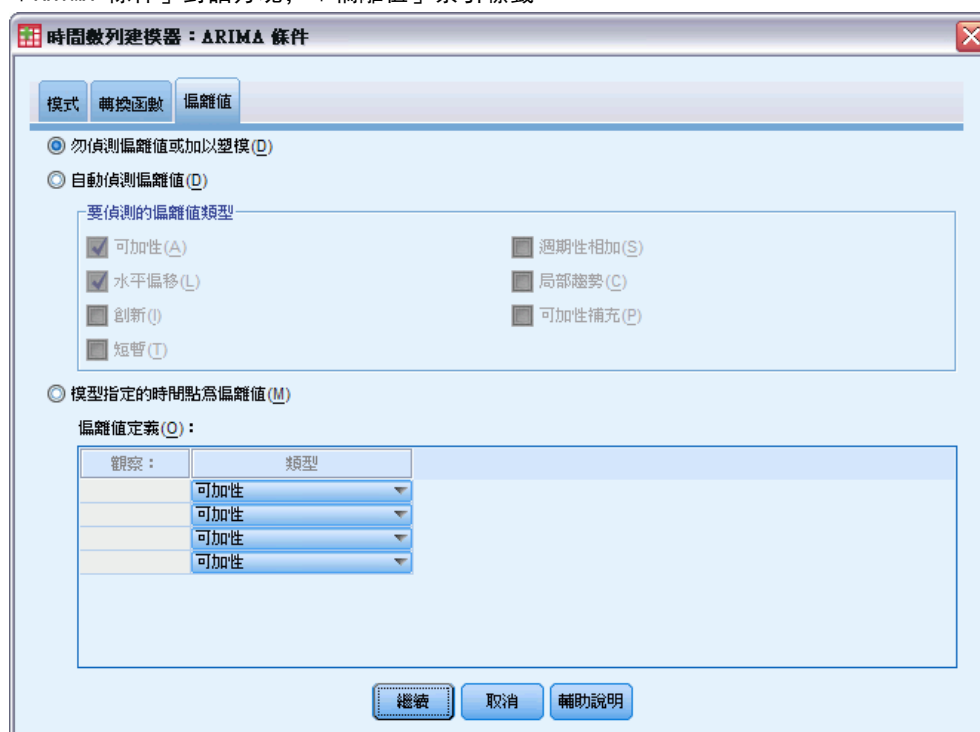 時間數列建模器：ARIMA 條件
模式 轉換函數 偏離值
勿偵測偏離值或加以塑模(D)
自動偵測偏離值(D)
要偵測的偏離值類型
可加性(A) 週期性相加(S)
水平偏移(L) 局部趨勢(C)
創新(I) 可加性補充(P)
短暫(T)
模型指定的時間點為偏離值(M)
偏離值定義(O)：
觀察： 類型
可加性
可加性
可加性
可加性
繼續 取消 輔助說明